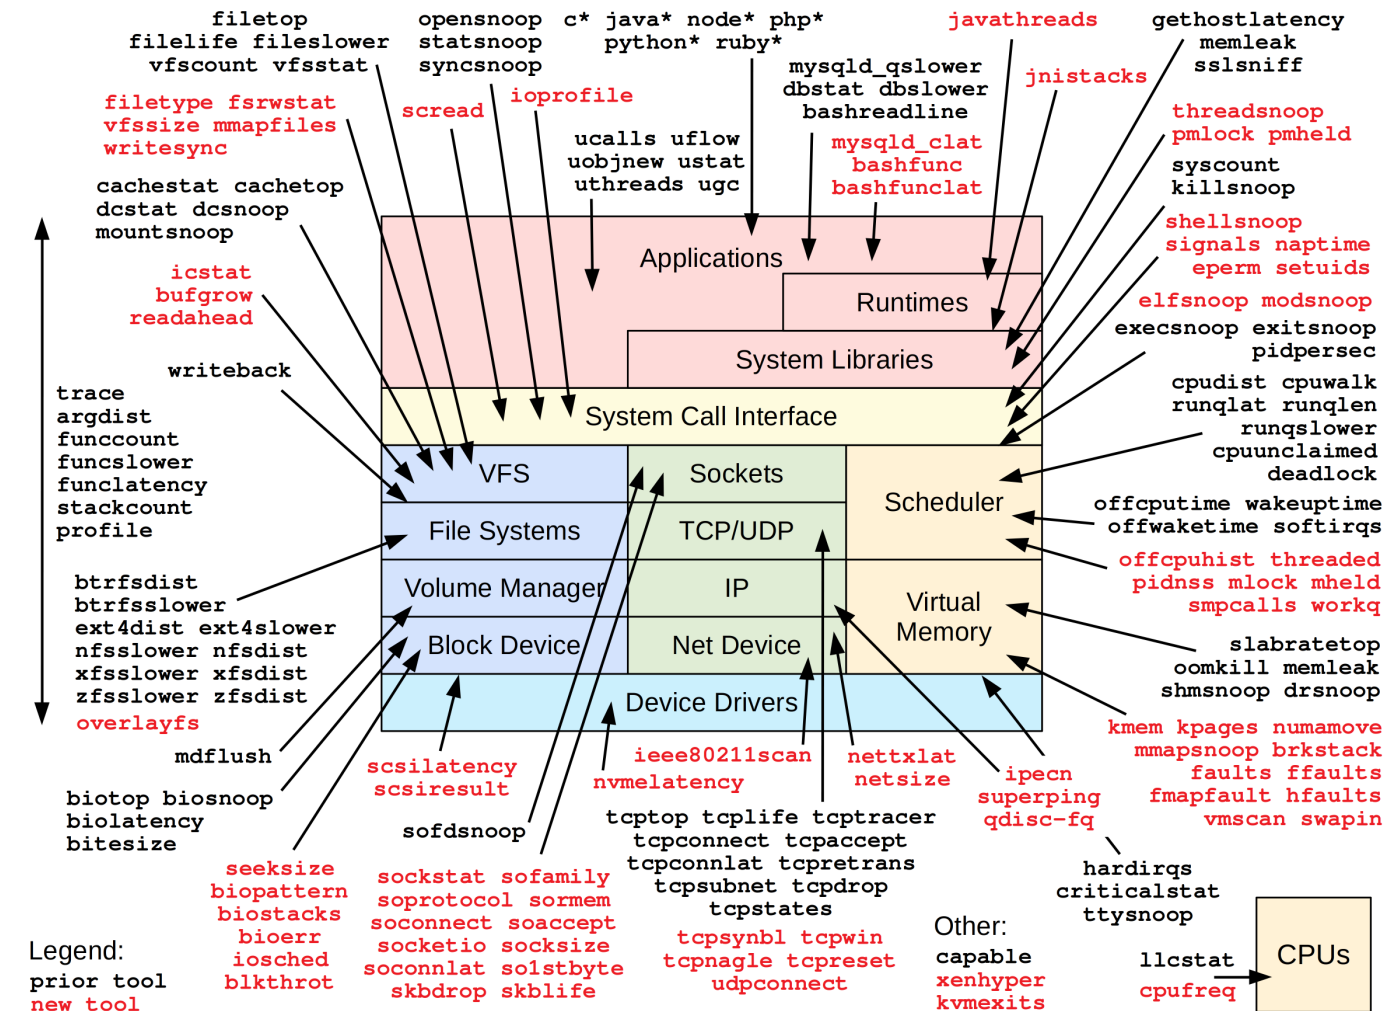 filetop
filelife fileslower
vfscount vfsstat
filetype fsrwstat
vfssize mmapfiles
writesync
cachestat cachetop
dcstat dcsnoop
mountsnoop
icstat
bufgrow
readahead
writeback
trace
argdist
funccount
funcslower
funclatency
stackcount
profile
btrfsdist
btrfsslower
ext4dist ext4slower
nfsslower nfsdist
xfsslower xfsdist
zfsslower zfsdist
overlayfs
mdflush
biotop biosnoop
biolatency
bitesize
seeksize
biopattern
biostacks
bioerr
iosched
blkthrot
Legend:
prior tool
new tool
opensnoop
statsnoop
syncsnoop
scread
ioprofile
c* java* node* php*
python* ruby*
ucalls uflow
uobjnew ustat
uthreads ugc
mysqld_qslower
dbstat dbslower
bashreadline
mysqld_clat
bashfunc
bashfunclat
javathreads
jnistacks
gethostlatency
memleak
sslsniff
threadsnoop
pmlock pmheld
syscount
killsnoop
shellsnoop
signals naptime
eperm setuids
elfsnoop modsnoop
execsnoop exitsnoop
pidpersec
cpudist cpuwalk
runqlat runqlen
runqslower
cpuunclaimed
deadlock
offcputime wakeuptime
offwaketime softirqs
offcpuhist threaded
pidnss mlock mheld
smpcalls workq
slabratetop
oomkill memleak
shmsnoop drsnoop
kmem kpages numamove
mmapsnoop brkstack
faults ffaults
fmapfault hfaults
vmscan swapin
Applications
Runtimes
System Libraries
System Call Interface
VFS
Sockets
Scheduler
File Systems
TCP/UDP
Volume Manager
IP
Virtual
Memory
Block Device
Net Device
Device Drivers
scsilatency
scsiresult
nvmelatency
ieee80211scan
nettxlat
netsize
ipecn
superping
qdisc-fq
sofdsnoop
sockstat sofamily
soprotocol sormem
soconnect soaccept
socketio socksize
soconnlat so1stbyte
skbdrop skblife
tcptop tcplife tcptracer
tcpconnect tcpaccept
tcpconnlat tcpretrans
tcpsubnet tcpdrop
tcpstates
tcpsynbl tcpwin
tcpnagle tcpreset
udpconnect
hardirqs
criticalstat
ttysnoop
Other:
capable
xenhyper
kvmexits
llcstat
cpufreq
CPUs